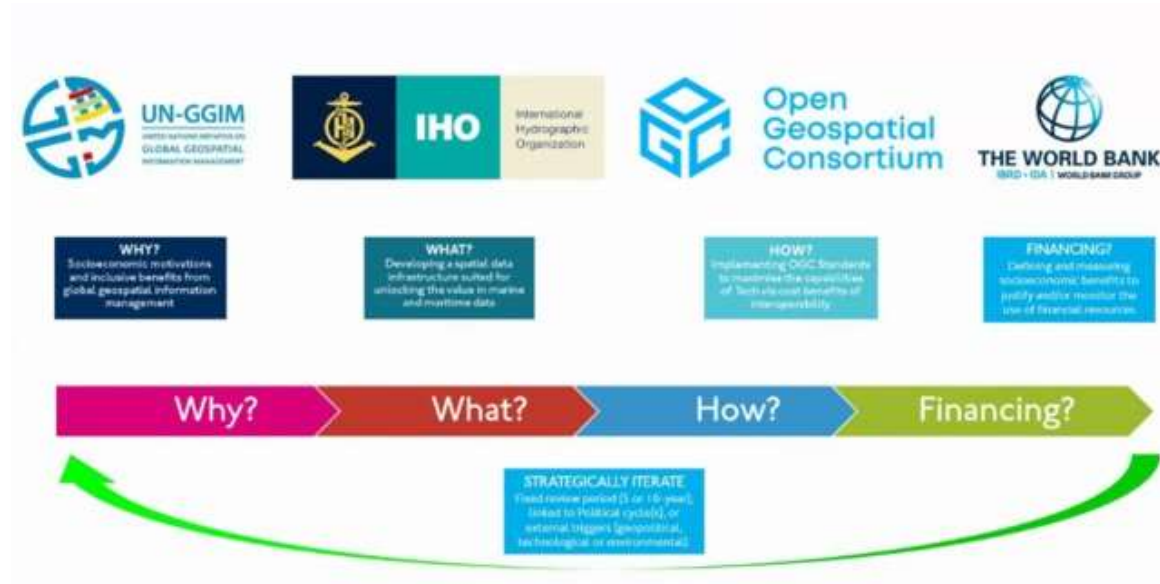 UN-GGIM
UNITED NATIONS INITIATIVE ON
GLOBAL GEOSPATIAL
INFORMATION MANAGEMENT
IHO
International
Hydrographic
Organization
OGC
Open
Geospatial
Consortium
THE WORLD BANK
IBRD • IDA | WORLD BANK GROUP
WHY?
Socioeconomic motivations
and inclusive benefits from
global geospatial information
management
WHAT?
Developing a spatial data
infrastructure suited for
unlocking the value in marine
and maritime data
HOW?
Implementing OGC Standards
to maximise the capabilities
of Tech via cost benefits of
interoperability
FINANCING?
Defining and measuring
socioeconomic benefits to
justify and/or monitor the
use of financial resources
Why?
What?
How?
Financing?
STRATEGICALLY ITERATE
Fixed review period (5 or 10-year),
linked to Political cycle(s), or
external triggers (geopolitical,
technological or environmental)